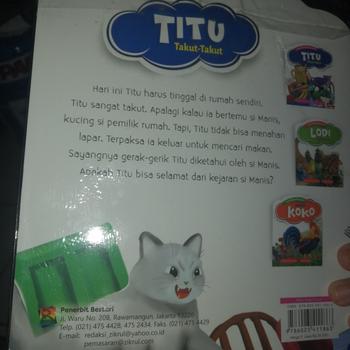 TITU
Takut-Takut
Hari ini Titu harus tinggal di rumah sendiri.
Titu sangat takut. Apalagi kalau ia bertemu si Manis,
kucing si pemilik rumah. Tapi, Titu tidak bisa menahan
lapar. Terpaksa ia keluar untuk mencari makan.
Sayangnya gerak-gerik Titu diketahui oleh si Manis.
Apakah Titu bisa selamat dari kejaran si Manis?
TITU
LODI
KOKO
Penerbit Bestari
Jl. Waru No. 20B, Rawamangun, Jakarta 13220
Telp. (021) 475 4428, 475 2434. Faks. (021) 475 4429
E-mail: redaksi_zikrul@yahoo.co.id
pemasaran@zikrul.com